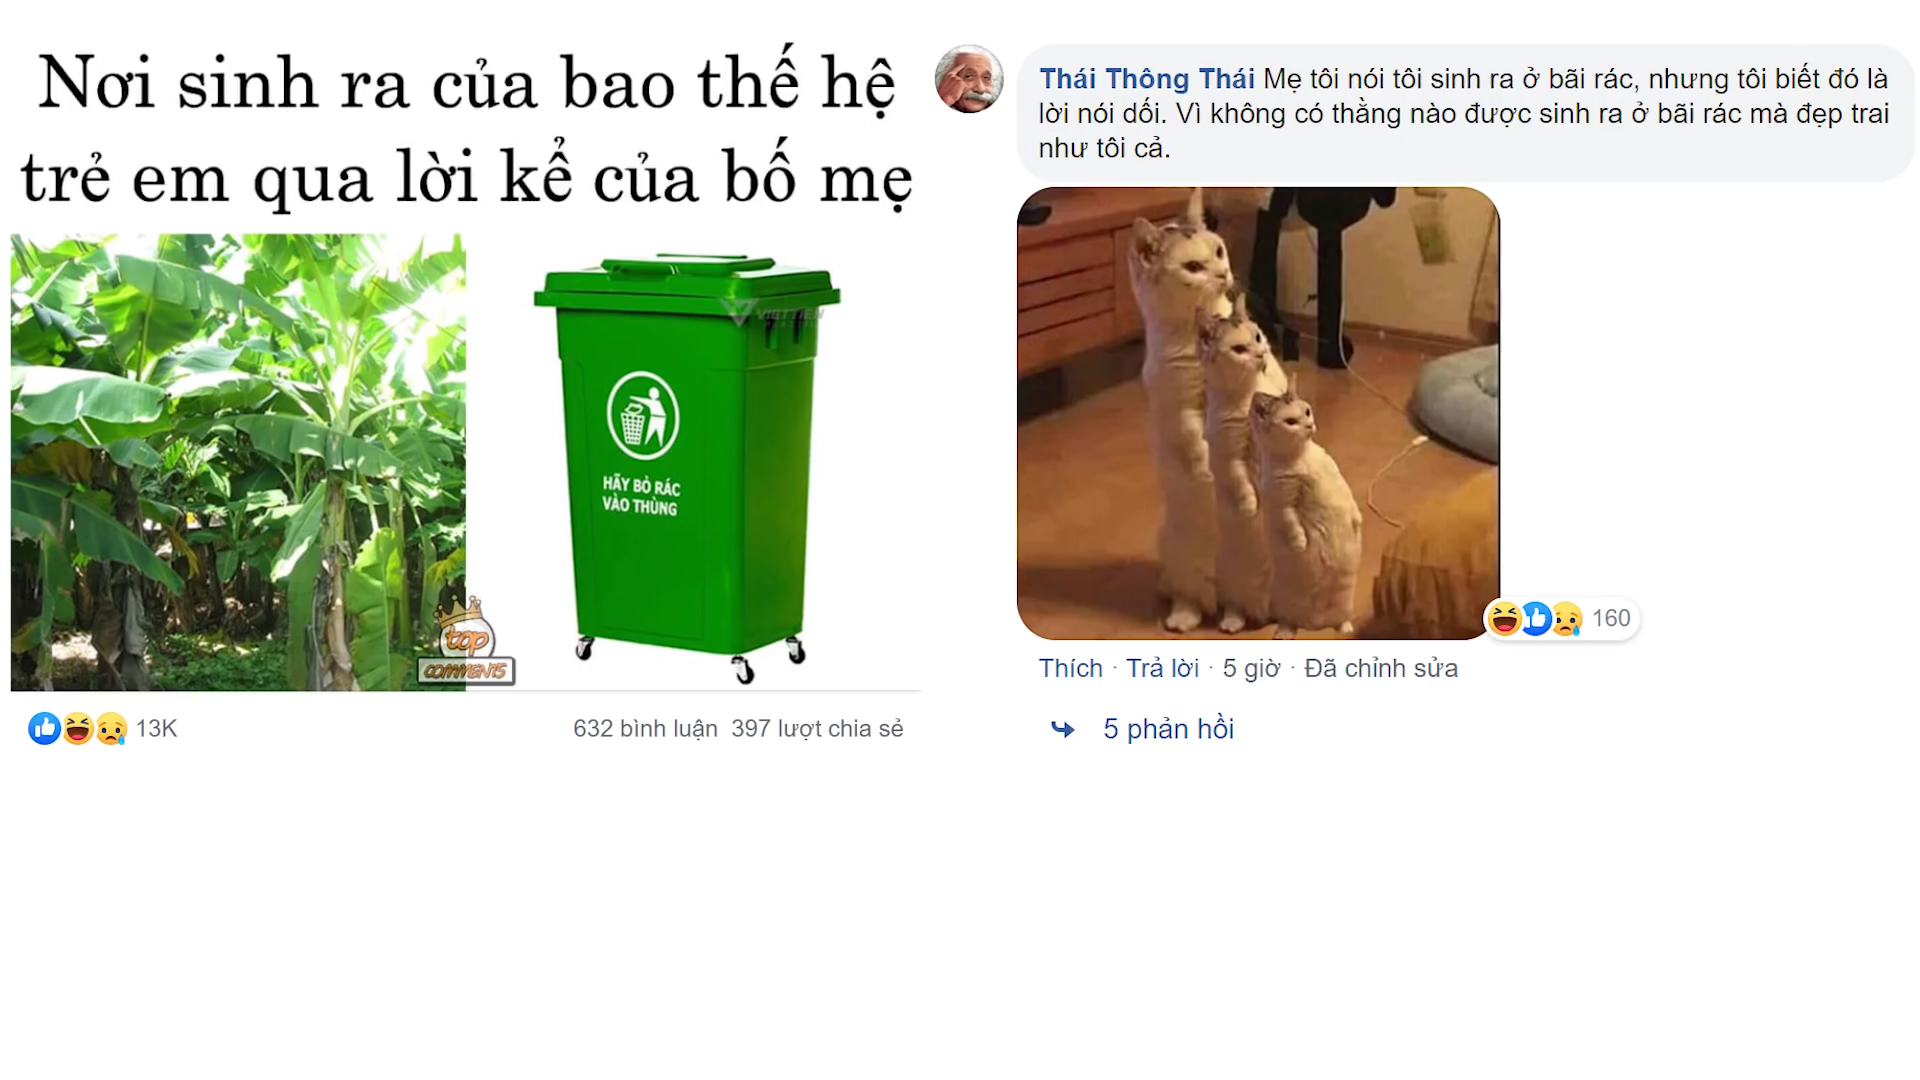 Nơi sinh ra của bao thế hệ
trẻ em qua lời kể của bố mẹ
VIET TIEN
HÃY BỎ RÁC
VÀO THÙNG
top
COMMENTS
13K
632 bình luận 397 lượt chia sẻ
Thái Thông Thái Mẹ tôi nói tôi sinh ra ở bãi rác, nhưng tôi biết đó là
lời nói dối. Vì không có thằng nào được sinh ra ở bãi rác mà đẹp trai
như tôi cả.
160
Thích · Trả lời · 5 giờ · Đã chỉnh sửa
5 phản hồi